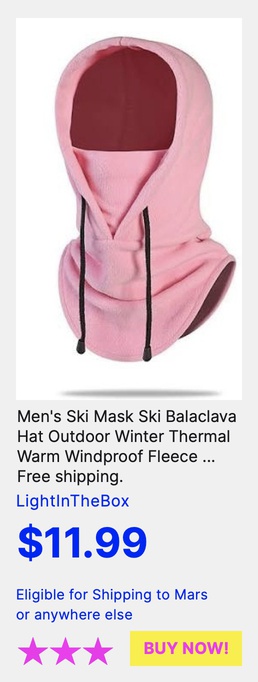 Men's Ski Mask Ski Balaclava
Hat Outdoor Winter Thermal
Warm Windproof Fleece ...
Free shipping.
LightInTheBox
$11.99
Eligible for Shipping to Mars
or anywhere else
BUY NOW!